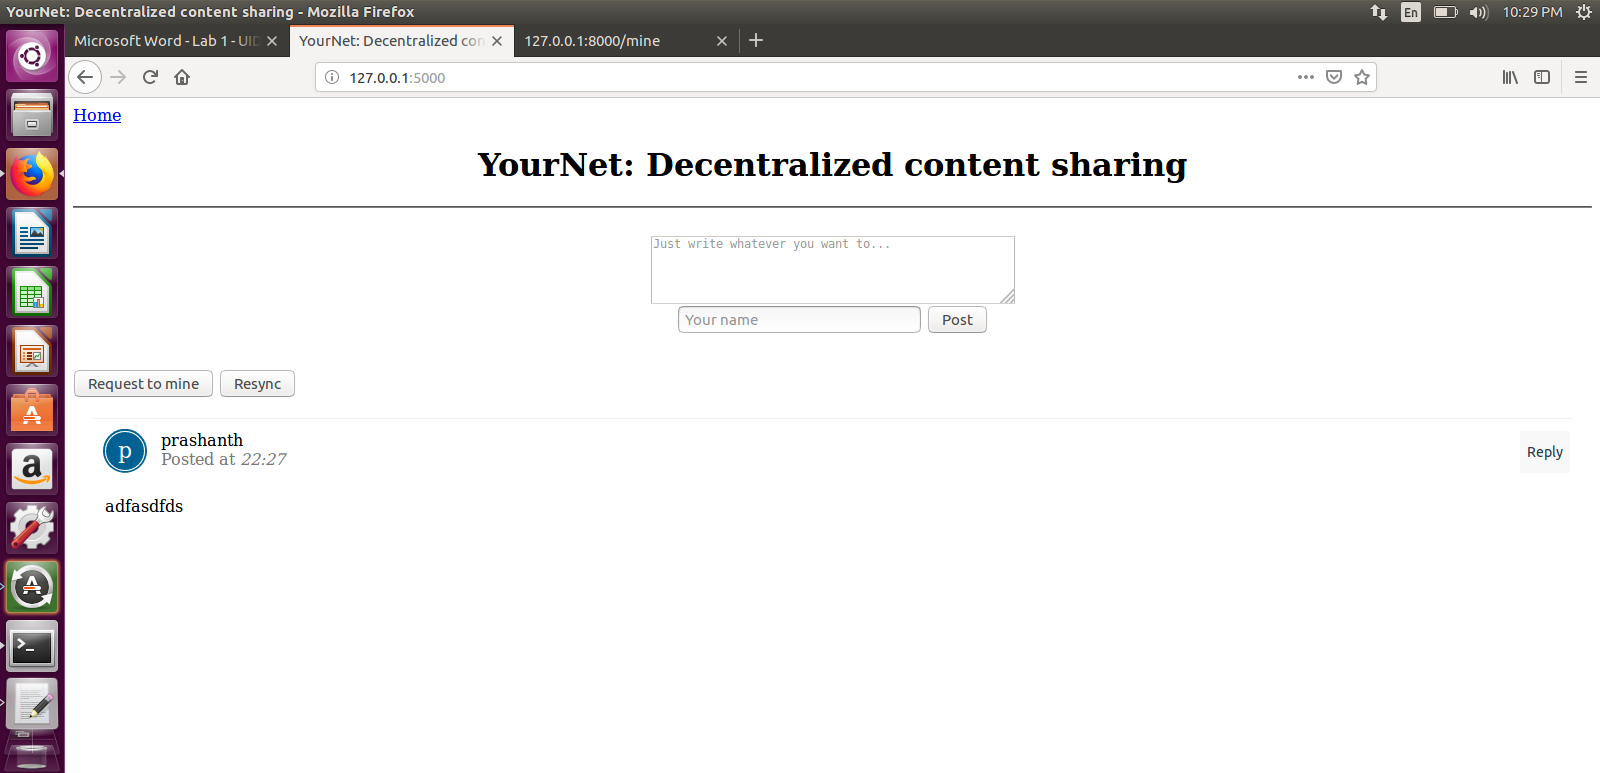 YourNet: Decentralized content sharing - Mozilla Firefox
En
10:29 PM
Microsoft Word - Lab 1 - UID
YourNet: Decentralized con
127.0.0.1:8000/mine
127.0.0.1:5000
Home
YourNet: Decentralized content sharing
Just write whatever you want to...
Your name
Post
Request to mine
Resync
p
prashanth
Posted at 22:27
Reply
adfasdfds